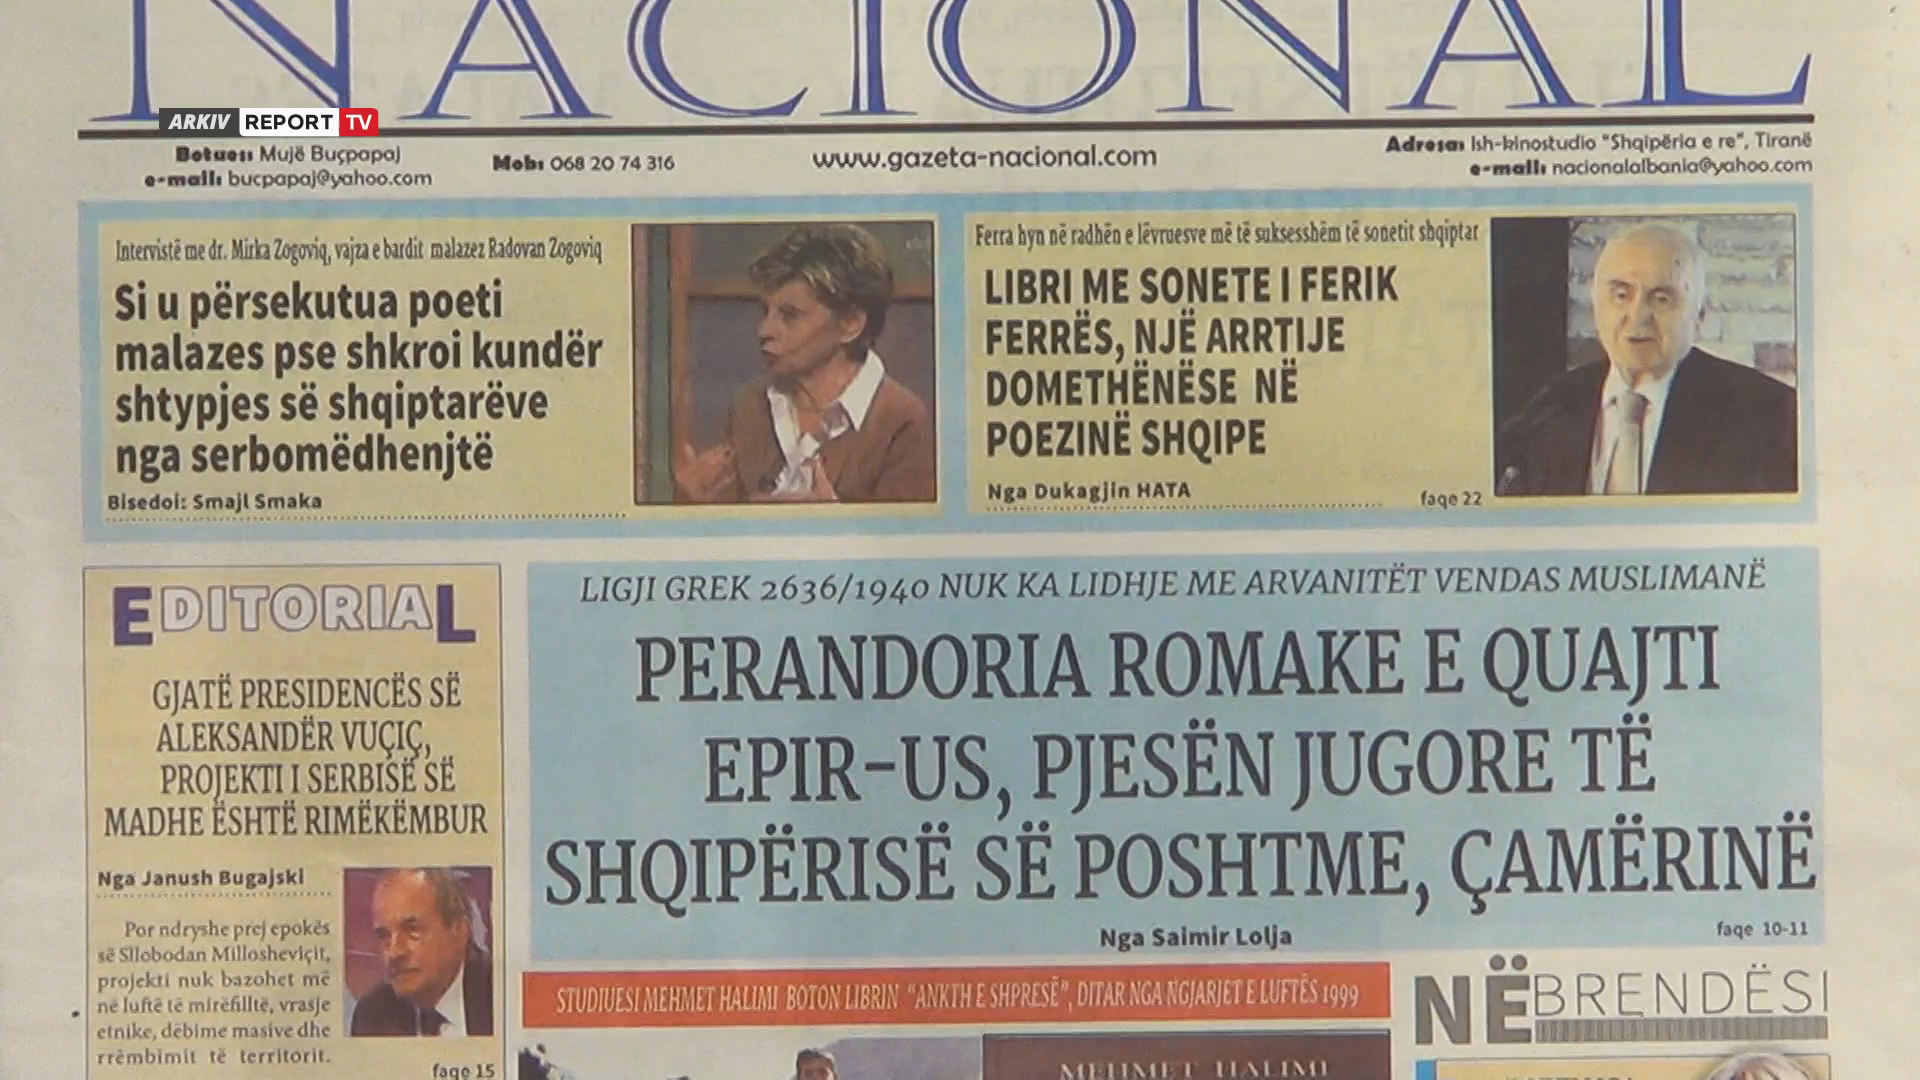 NACIONAL
ARKIV REPORT TV
Botues: Mujë Buçpapaj
e-mail: bucpapaj@yahoo.com
Mob: 068 20 74 316
www.gazeta-nacional.com
Adresa: Ish-kinostudio "Shqipëria e re", Tiranë
e-mail: nacionalalbania@yahoo.com
Intervistë me dr. Mirka Zogoviq, vajza e bardit malazez Radovan Zogoviq
Si u përsekutua poeti
malazes pse shkroi kundër
shtypjes së shqiptarëve
nga serbomëdhenjtë
Bisedoi: Smajl Smaka
Ferra hyn në radhën e lëvruesve më të suksesshëm të sonetit shqiptar
LIBRI ME SONETE I FERIK
FERRËS, NJË ARRTIJE
DOMETHËNËSE NË
POEZINË SHQIPE
Nga Dukagjin HATA
faqe 22
EDITORIAL
GJATË PRESIDENCËS SË
ALEKSANDËR VUÇIÇ,
PROJEKTI I SERBISË SË
MADHE ËSHTË RIMËKËMBUR
Nga Janush Bugajski
Por ndryshe prej epokës
së Sllobodan Millosheviçit,
projekti nuk bazohet më
në luftë të mirëfilltë, vrasje
etnike, dëbime masive dhe
rrëmbimit të territorit.
faqe 15
LIGJI GREK 2636/1940 NUK KA LIDHJE ME ARVANITËT VENDAS MUSLIMANË
PERANDORIA ROMAKE E QUAJTI
EPIR-US, PJESËN JUGORE TË
SHQIPËRISË SË POSHTME, ÇAMËRINË
Nga Saimir Lolja
faqe 10-11
STUDIUESI MEHMET HALIMI BOTON LIBRIN "ANKTH E SHPRESË", DITAR NGA NGJARJET E LUFTËS 1999
MEHMET HALIMI
NË BRENDËSI